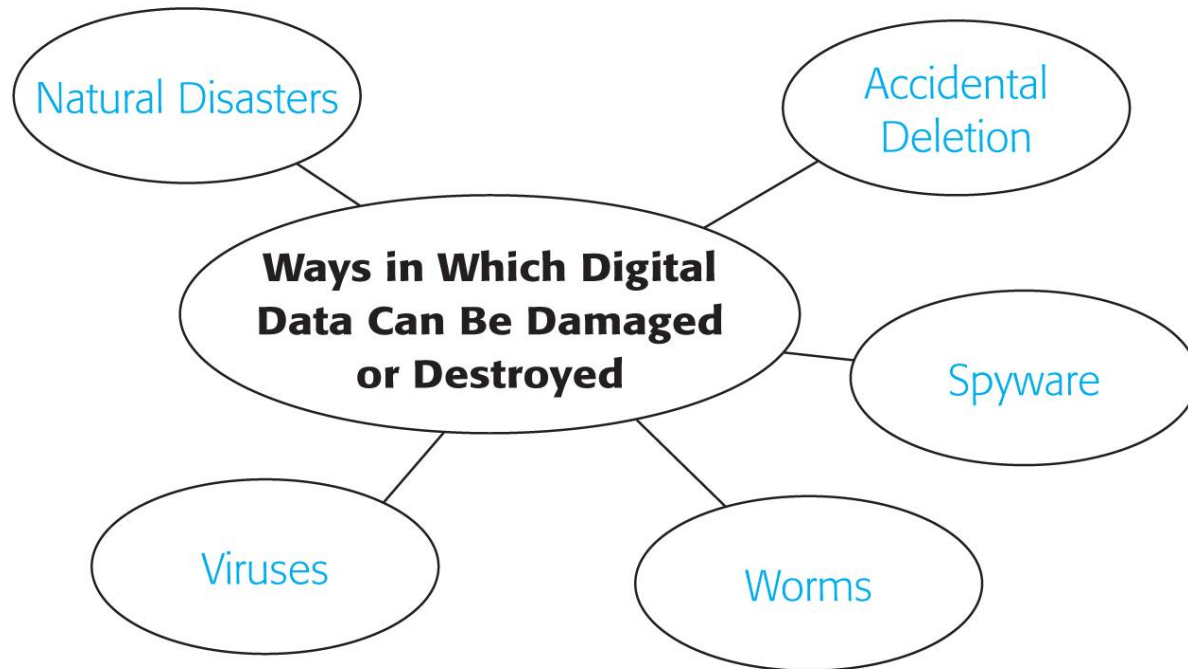 Natural Disasters
Accidental
Deletion
Ways in Which Digital
Data Can Be Damaged
or Destroyed
Spyware
Viruses
Worms